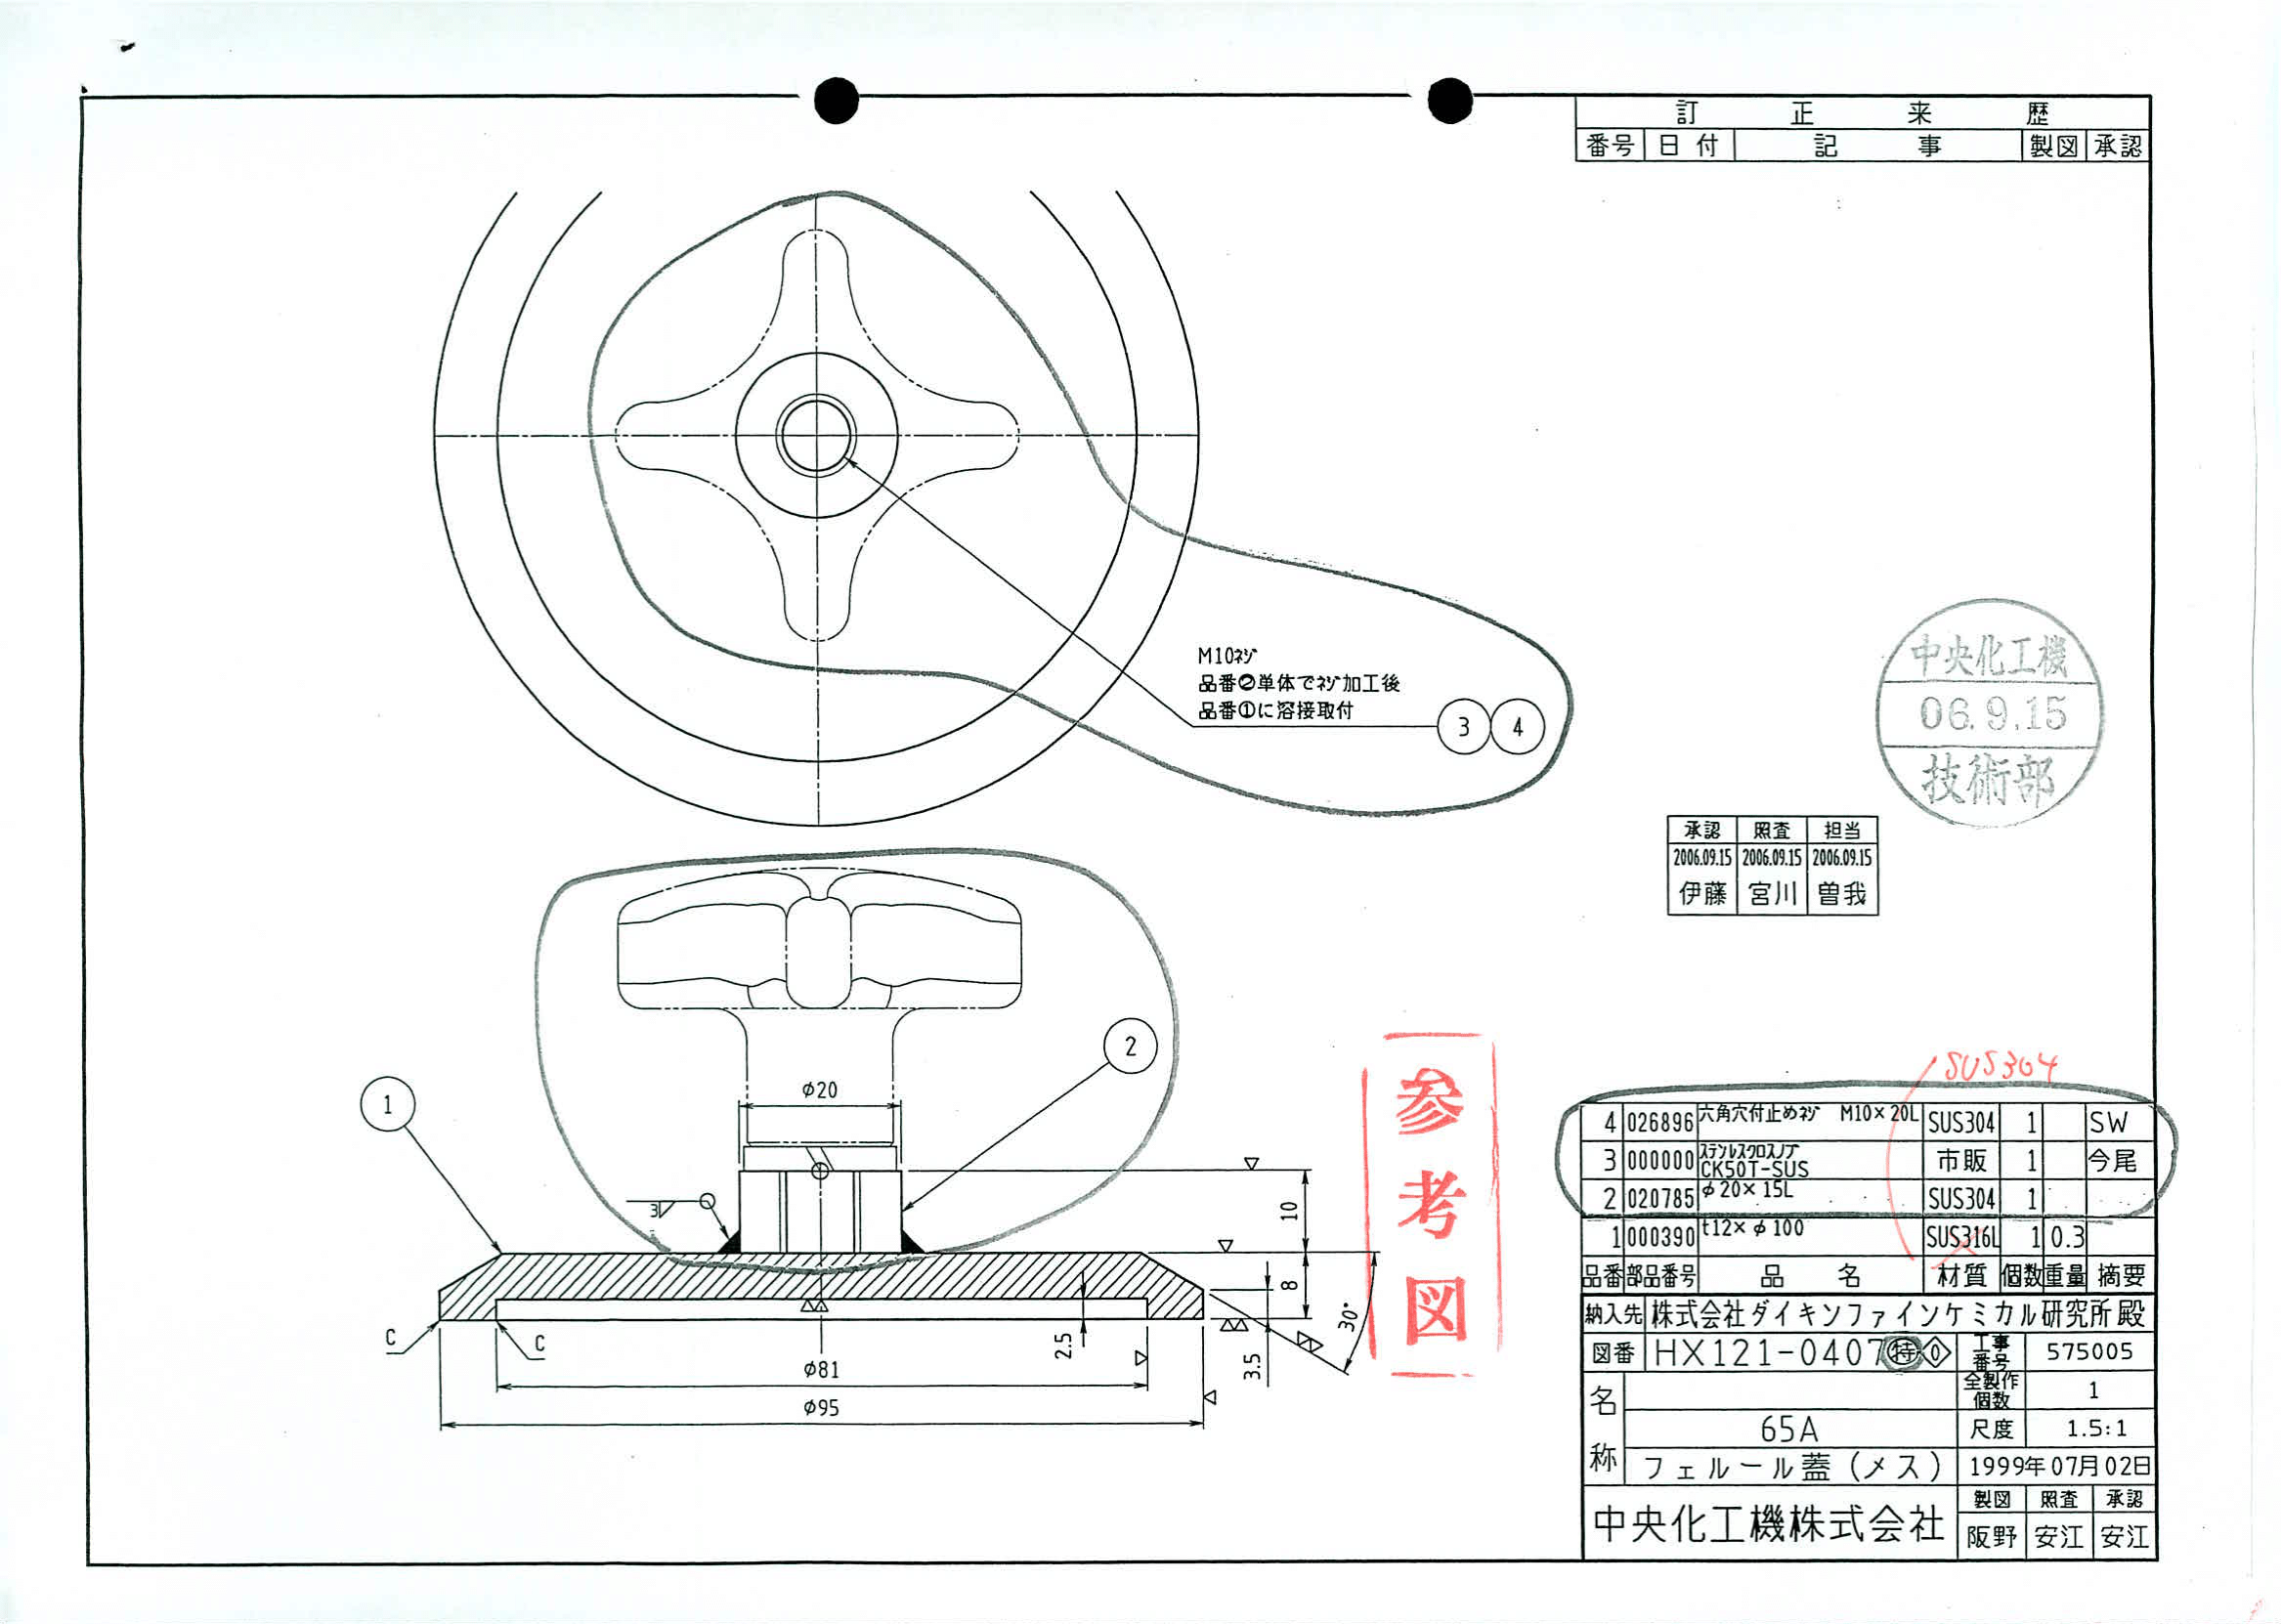 訂 正 来 歴
番号 日付 記 事 製図 承認
M10ネジ
品番②単体でネジ加工後
品番①に溶接取付
3 4
中央化工機
06.9.15
技術部
承認 照査 担当
2006.09.15 2006.09.15 2006.09.15
伊藤 宮川 曽我
2
1
φ20
3
10
8
30°
2.5
3.5
C
C
φ81
φ95
参考図
SUS304
4 026896 六角穴付止めネジ M10×20L SUS304 1 SW
3 000000 ステンレスクロスノブ CK50T-SUS 市販 1 今尾
2 020785 φ20×15L SUS304 1
1 000390 t12×φ100 SUS316L 1 0.3
品番 部品番号 品 名 材質 個数 重量 摘要
納入先 株式会社ダイキンファインケミカル研究所殿
図番 HX121-0407 特 0 工事番号 575005
全製作個数 1
名称 65A 尺度 1.5:1
フェルール蓋(メス) 1999年07月02日
中央化工機株式会社 製図 照査 承認
阪野 安江 安江